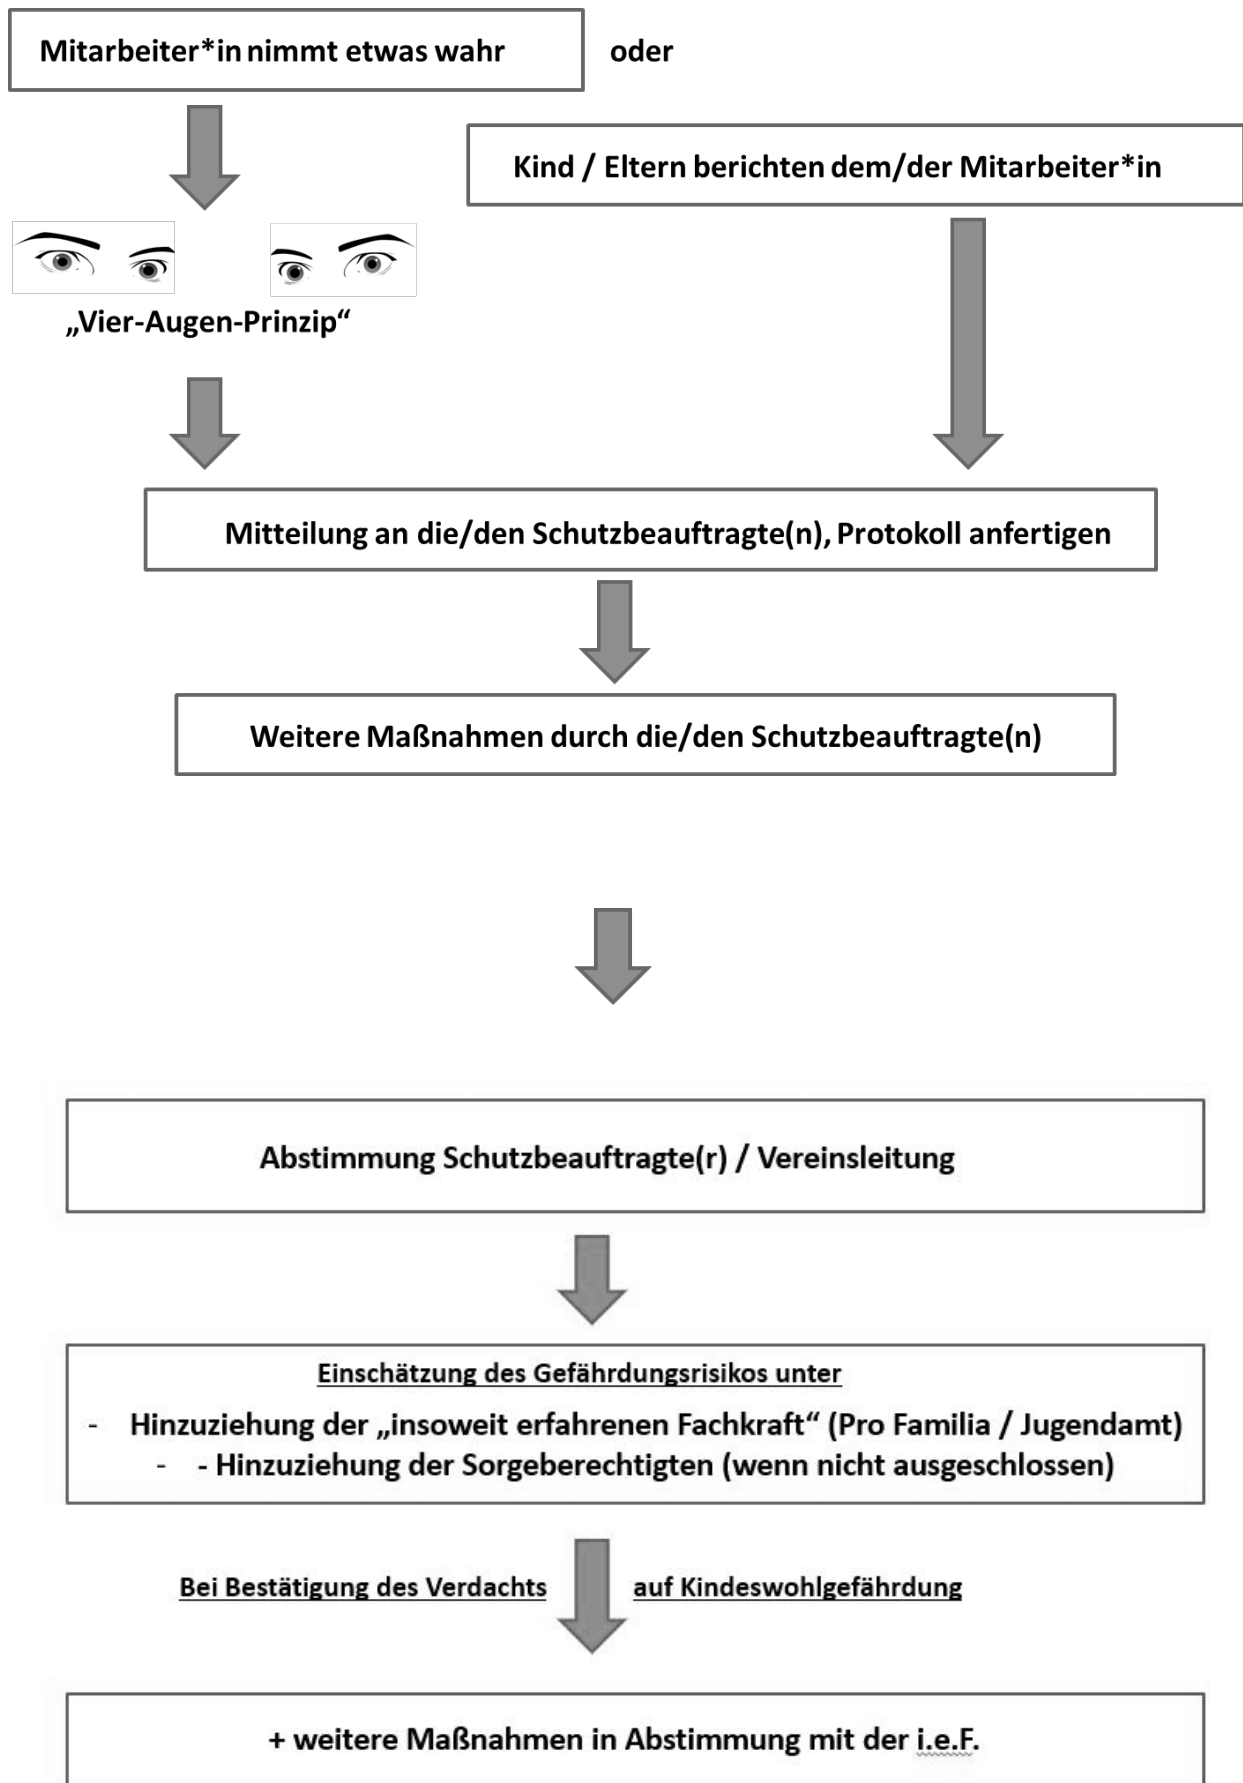 Mitarbeiter*in nimmt etwas wahr
oder
Kind / Eltern berichten dem/der Mitarbeiter*in
„Vier-Augen-Prinzip“
Mitteilung an die/den Schutzbeauftragte(n), Protokoll anfertigen
Weitere Maßnahmen durch die/den Schutzbeauftragte(n)
Abstimmung Schutzbeauftragte(r) / Vereinsleitung
Einschätzung des Gefährdungsrisikos unter
- Hinzuziehung der „insoweit erfahrenen Fachkraft“ (Pro Familia / Jugendamt)
- - Hinzuziehung der Sorgeberechtigten (wenn nicht ausgeschlossen)
Bei Bestätigung des Verdachts auf Kindeswohlgefährdung
+ weitere Maßnahmen in Abstimmung mit der i.e.F.